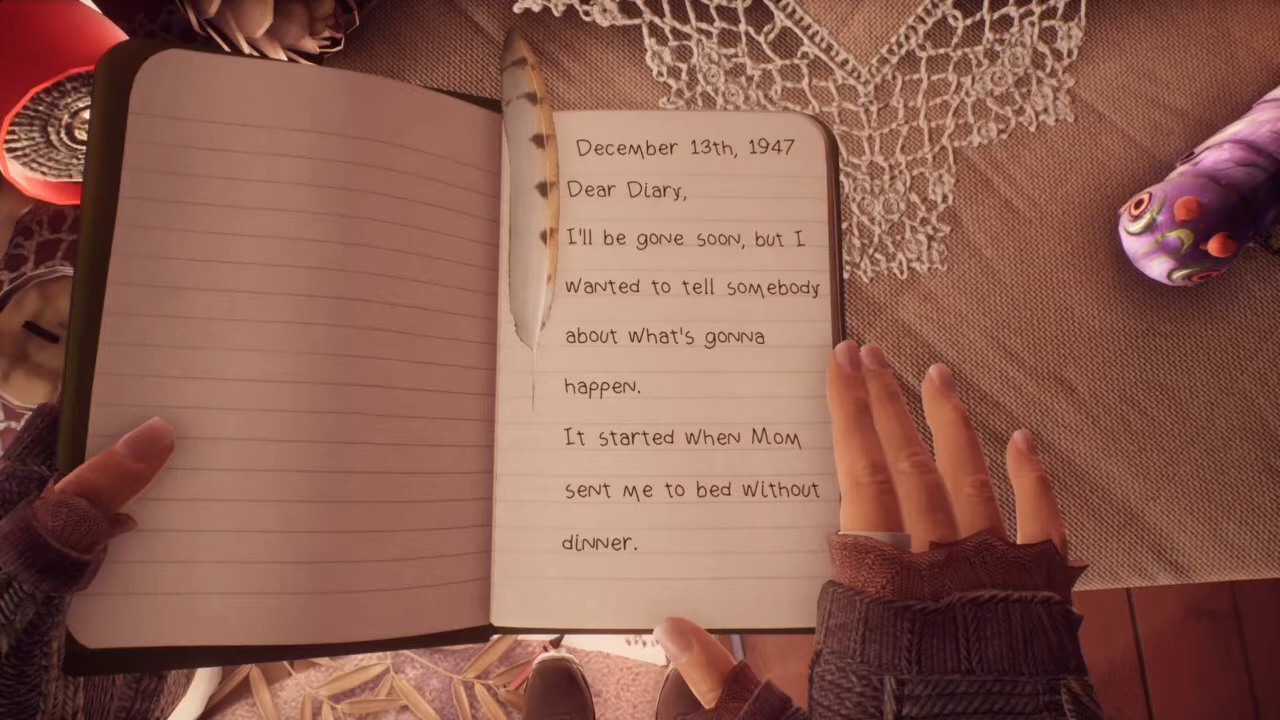 December 13th, 1947
Dear Diary,
I'll be gone soon, but I
wanted to tell somebody
about what's gonna
happen.
It started when Mom
sent me to bed without
dinner.